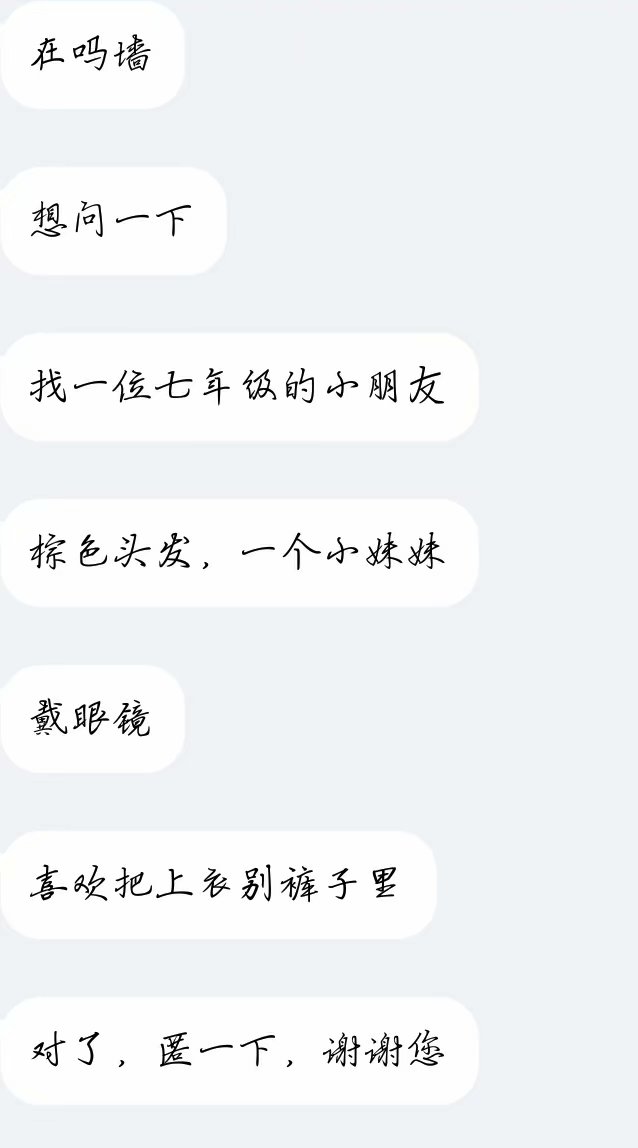 在吗墙
想问一下
找一位七年级的小朋友
棕色头发，一个小妹妹
戴眼镜
喜欢把上衣别裤子里
对了，匿一下，谢谢您